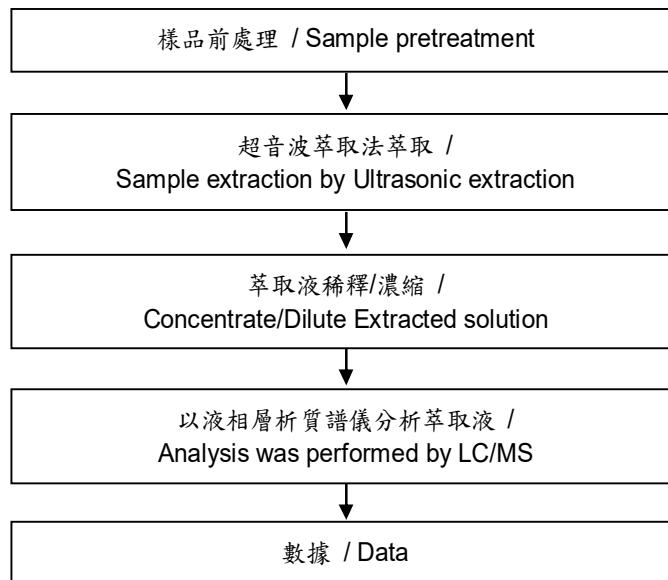 樣品前處理 / Sample pretreatment
超音波萃取法萃取 /
Sample extraction by Ultrasonic extraction
萃取液稀釋/濃縮 /
Concentrate/Dilute Extracted solution
以液相層析質譜儀分析萃取液 /
Analysis was performed by LC/MS
數據 / Data